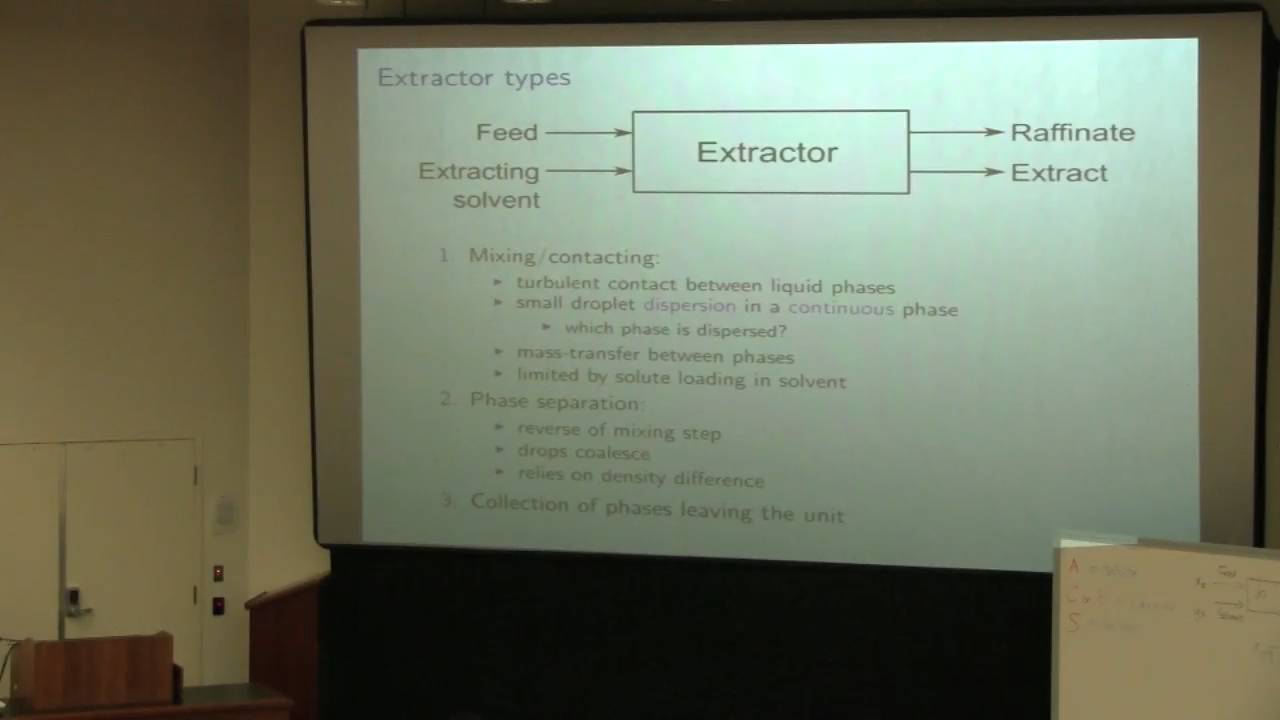 Extractor types
Feed
Extracting
solvent
Extractor
Raffinate
Extract
1. Mixing/contacting:
▸ turbulent contact between liquid phases
▸ small droplet dispersion in a continuous phase
▸ which phase is dispersed?
▸ mass-transfer between phases
▸ limited by solute loading in solvent
2. Phase separation:
▸ reverse of mixing step
▸ drops coalesce
▸ relies on density difference
3. Collection of phases leaving the unit
A
C
S
Feed